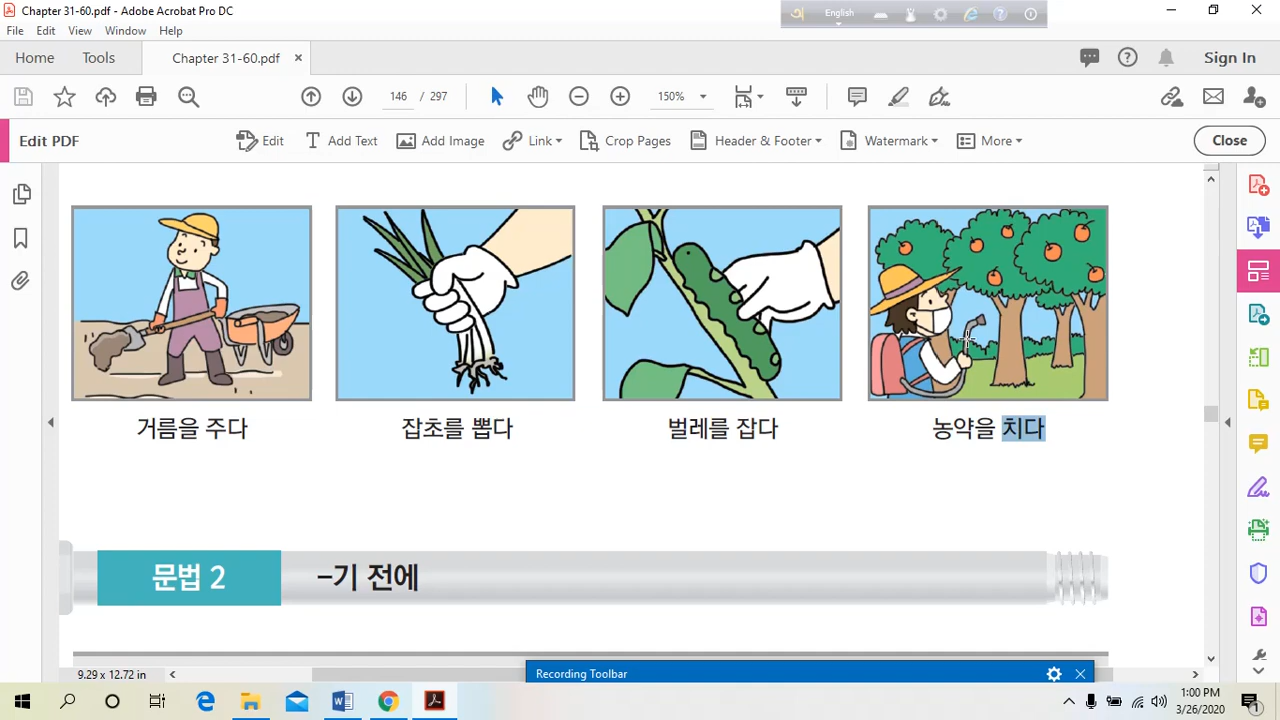 Chapter 31-60.pdf - Adobe Acrobat Pro DC
English
File Edit View Window Help
Home Tools Chapter 31-60.pdf × Sign In
146 / 297 150%
Edit PDF Edit Add Text Add Image Link Crop Pages Header & Footer Watermark More Close
거름을 주다 잡초를 뽑다 벌레를 잡다 농약을 치다
문법 2 –기 전에
9.29 x 12.72 in Recording Toolbar
1:00 PM
3/26/2020
1